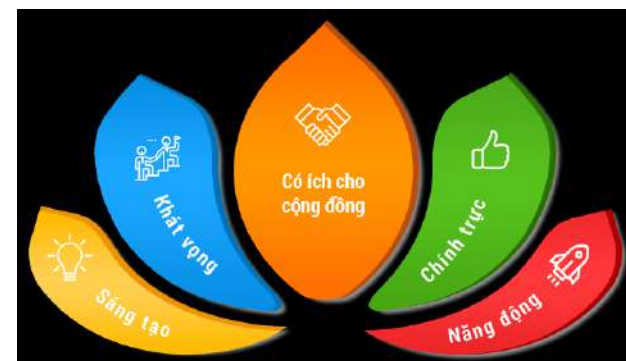 Sáng tạo
Khát vọng
Có ích cho
cộng đồng
Chính trực
Năng động